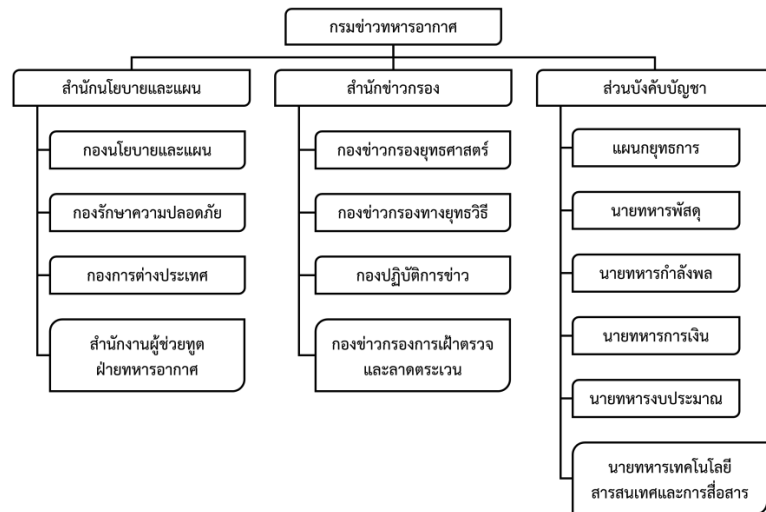 กรมข่าวทหารอากาศ
สำนักนโยบายและแผน
กองนโยบายและแผน
กองรักษาความปลอดภัย
กองการต่างประเทศ
สำนักงานผู้ช่วยทูต
ฝ่ายทหารอากาศ
สำนักข่าวกรอง
กองข่าวกรองยุทธศาสตร์
กองข่าวกรองทางยุทธวิธี
กองปฏิบัติการข่าว
กองข่าวกรองการเฝ้าตรวจ
และลาดตระเวน
ส่วนบังคับบัญชา
แผนกยุทธการ
นายทหารพัสดุ
นายทหารกำลังพล
นายทหารการเงิน
นายทหารงบประมาณ
นายทหารเทคโนโลยี
สารสนเทศและการสื่อสาร